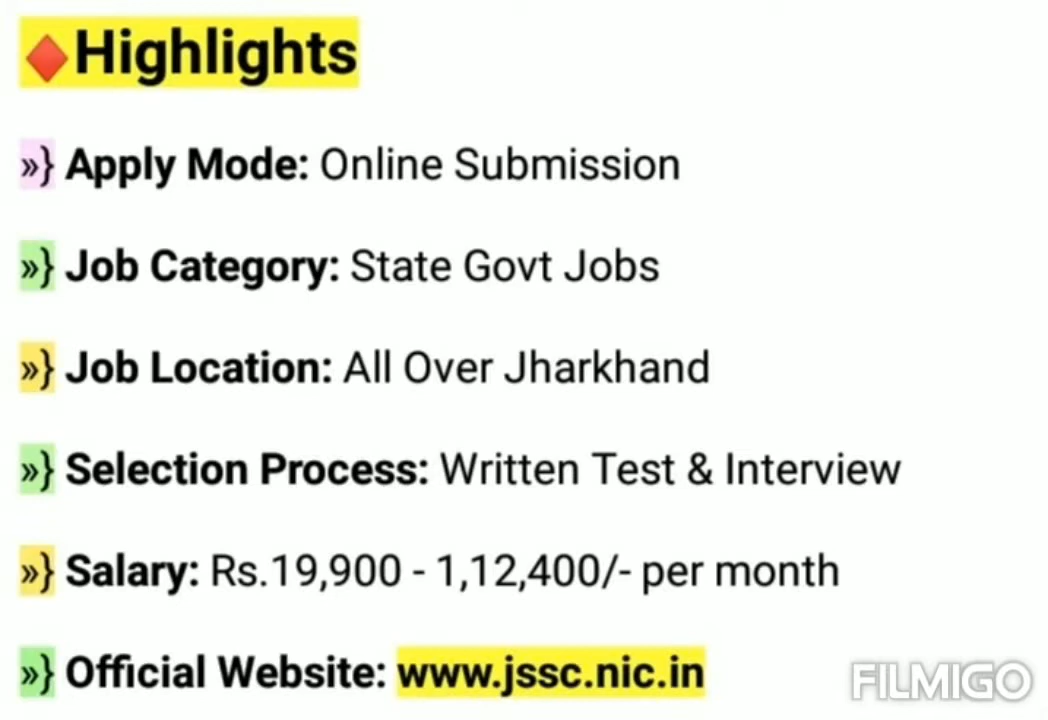 ♦Highlights
»} Apply Mode: Online Submission
»} Job Category: State Govt Jobs
»} Job Location: All Over Jharkhand
»} Selection Process: Written Test & Interview
»} Salary: Rs.19,900 - 1,12,400/- per month
»} Official Website: www.jssc.nic.in
FILMIGO